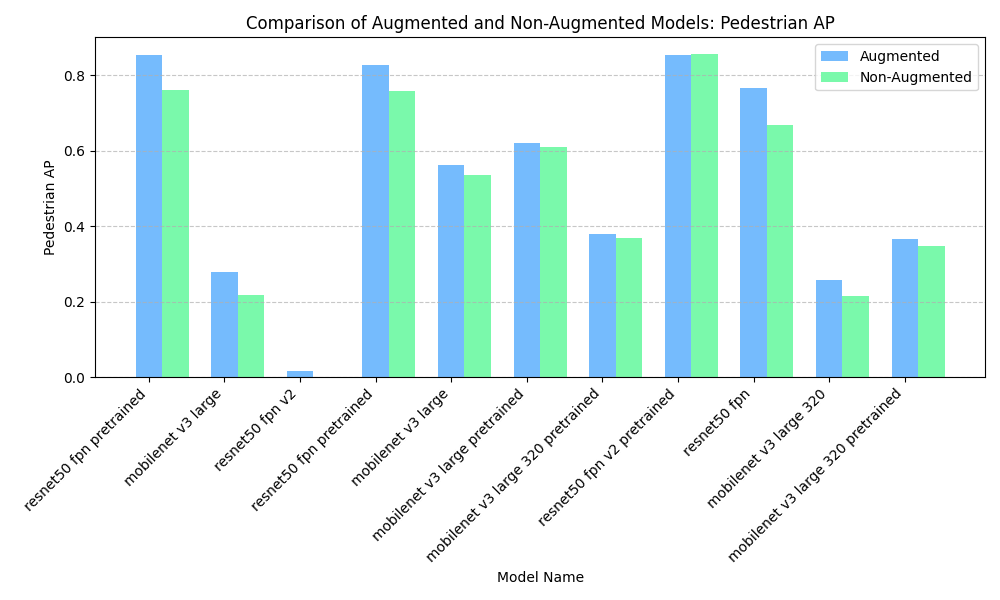 Comparison of Augmented and Non-Augmented Models: Pedestrian AP
Augmented
Non-Augmented
Pedestrian AP
0.8
0.6
0.4
0.2
0.0
resnet50 fpn pretrained
mobilenet v3 large
resnet50 fpn v2
resnet50 fpn pretrained
mobilenet v3 large
mobilenet v3 large pretrained
mobilenet v3 large 320 pretrained
resnet50 fpn v2 pretrained
resnet50 fpn
mobilenet v3 large 320
mobilenet v3 large 320 pretrained
Model Name